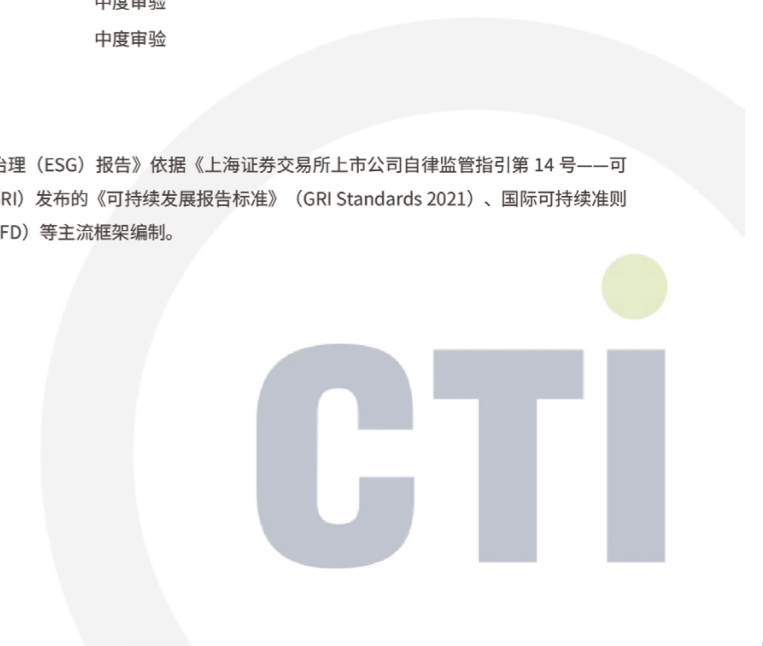 中度审验
中度审验
治理（ESG）报告》依据《上海证券交易所上市公司自律监管指引第 14 号——可
RI）发布的《可持续发展报告标准》（GRI Standards 2021）、国际可持续准则
FD）等主流框架编制。
CTI